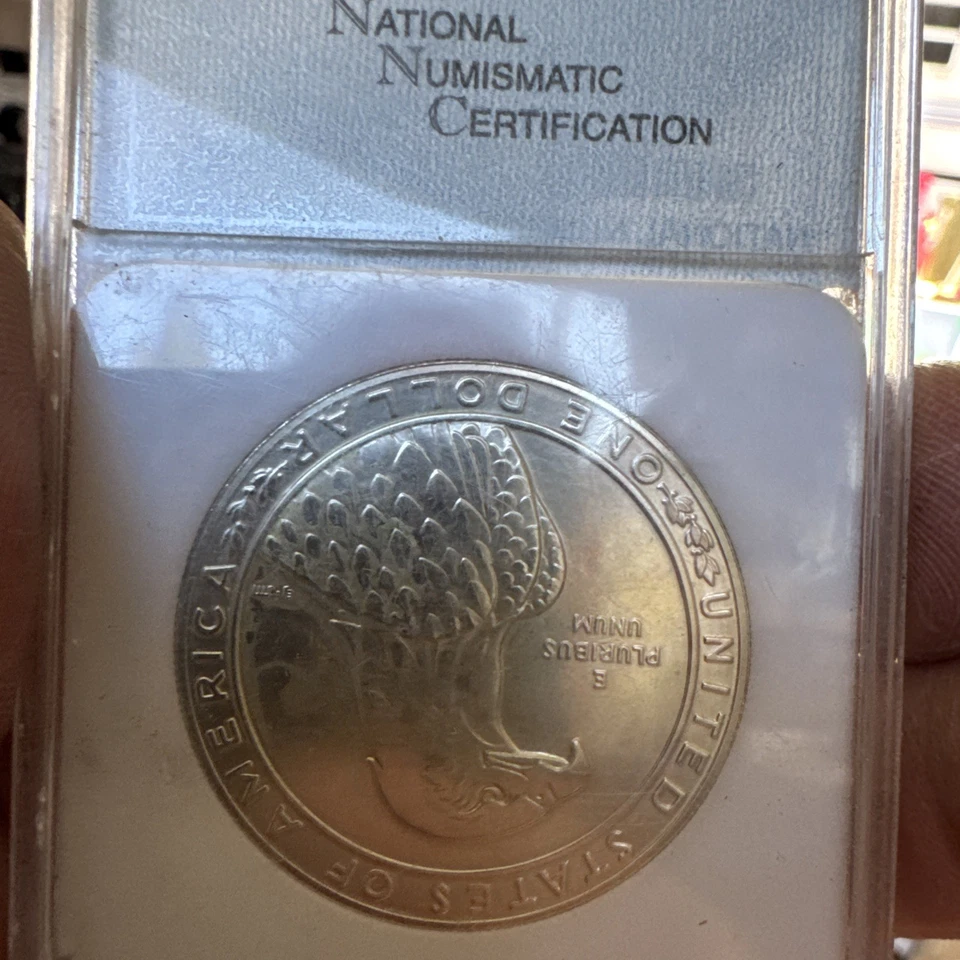 NATIONAL
NUMISMATIC
CERTIFICATION
UNITED STATES OF AMERICA
ONE DOLLAR
E
PLURIBUS
UNUM